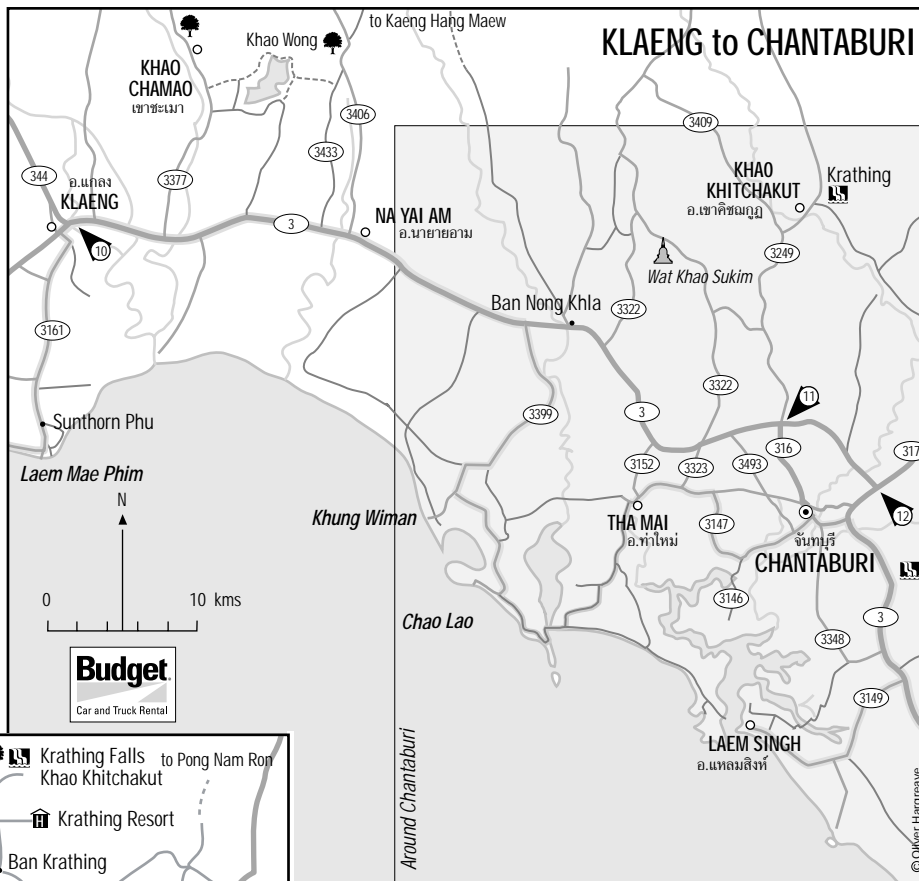 KLAENG to CHANTABURI
to Kaeng Hang Maew
Khao Wong
KHAO
CHAMAO
เขาชะเมา
3406
3409
3433
344
อ.แกลง
KLAENG
3377
KHAO
KHITCHAKUT
อ.เขาคิชฌกูฏ
Krathing
3
NA YAI AM
อ.นายายอาม
10
3249
Wat Khao Sukim
Ban Nong Khla
3322
3161
3322
11
Sunthorn Phu
3399
3
316
317
Laem Mae Phim
3152
3323
3493
N
Khung Wiman
THA MAI
อ.ท่าใหม่
3147
จันทบุรี
CHANTABURI
12
0
10 kms
3146
Chao Lao
3
3348
Budget
Car and Truck Rental
3149
LAEM SINGH
อ.แหลมสิงห์
Around Chantaburi
Krathing Falls
to Pong Nam Ron
Khao Khitchakut
H
Krathing Resort
Ban Krathing
© Oliver Hargreave